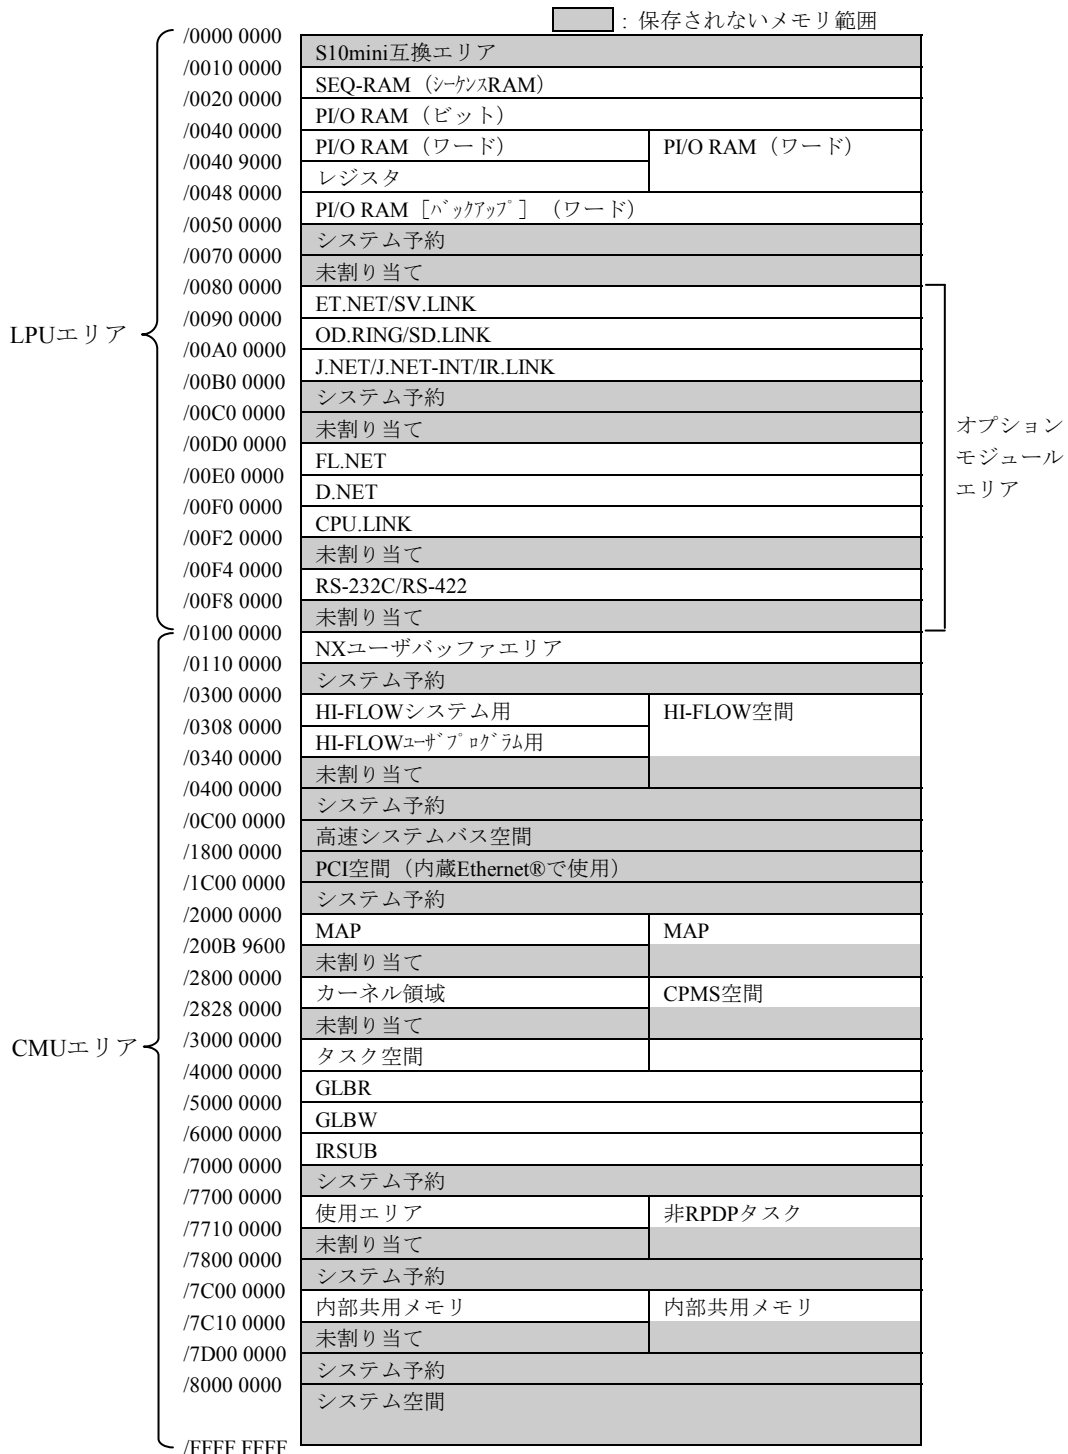 : 保存されないメモリ範囲
/0000 0000
S10mini互換エリア
/0010 0000
SEQ-RAM（ｼｰｹﾝｽRAM）
/0020 0000
PI/O RAM（ビット）
/0040 0000
PI/O RAM（ワード） PI/O RAM（ワード）
/0040 9000
レジスタ
/0048 0000
PI/O RAM［ﾊﾞｯｸｱｯﾌﾟ］（ワード）
/0050 0000
システム予約
/0070 0000
未割り当て
/0080 0000
ET.NET/SV.LINK
/0090 0000
LPUエリア
OD.RING/SD.LINK
/00A0 0000
J.NET/J.NET-INT/IR.LINK
/00B0 0000
システム予約
/00C0 0000
未割り当て
オプション
モジュール
エリア
/00D0 0000
FL.NET
/00E0 0000
D.NET
/00F0 0000
CPU.LINK
/00F2 0000
未割り当て
/00F4 0000
RS-232C/RS-422
/00F8 0000
未割り当て
/0100 0000
NXユーザバッファエリア
/0110 0000
システム予約
/0300 0000
HI-FLOWシステム用 HI-FLOW空間
/0308 0000
HI-FLOWﾕｰｻﾞﾌﾟﾛｸﾞﾗﾑ用
/0340 0000
未割り当て
/0400 0000
システム予約
/0C00 0000
高速システムバス空間
/1800 0000
PCI空間（内蔵Ethernet®で使用）
/1C00 0000
システム予約
/2000 0000
MAP MAP
/200B 9600
未割り当て
/2800 0000
カーネル領域 CPMS空間
/2828 0000
未割り当て
/3000 0000
CMUエリア
タスク空間
/4000 0000
GLBR
/5000 0000
GLBW
/6000 0000
IRSUB
/7000 0000
システム予約
/7700 0000
使用エリア 非RPDPタスク
/7710 0000
未割り当て
/7800 0000
システム予約
/7C00 0000
内部共用メモリ 内部共用メモリ
/7C10 0000
未割り当て
/7D00 0000
システム予約
/8000 0000
システム空間
/FFFF FFFF